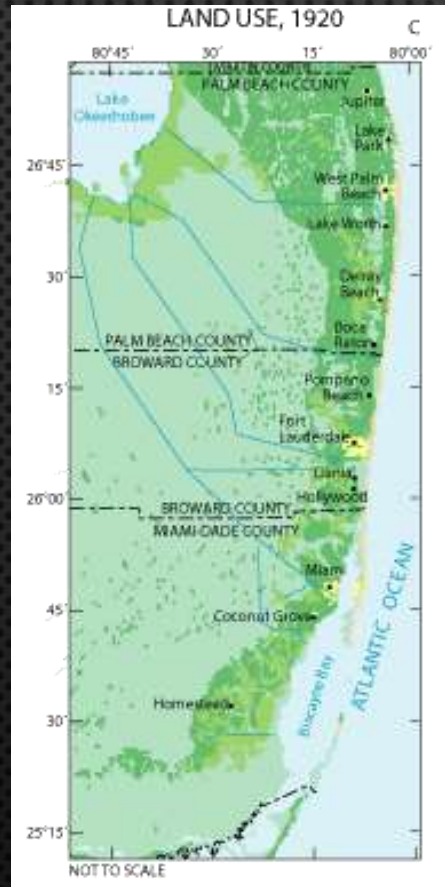 LAND USE, 1920
C
80°45'
30'
15'
80°00'
PALM BEACH COUNTY
Lake
Okeechobee
Jupiter
Lake
Park
26°45'
West Palm
Beach
Lake Worth
30'
Delray
Beach
Boca
Raton
PALM BEACH COUNTY
BROWARD COUNTY
15'
Pompano
Beach
Fort
Lauderdale
Dania
26°00'
Hollywood
BROWARD COUNTY
MIAMI-DADE COUNTY
Miami
45'
Coconut Grove
ATLANTIC OCEAN
Biscayne Bay
Homestead
30'
25°15'
NOT TO SCALE